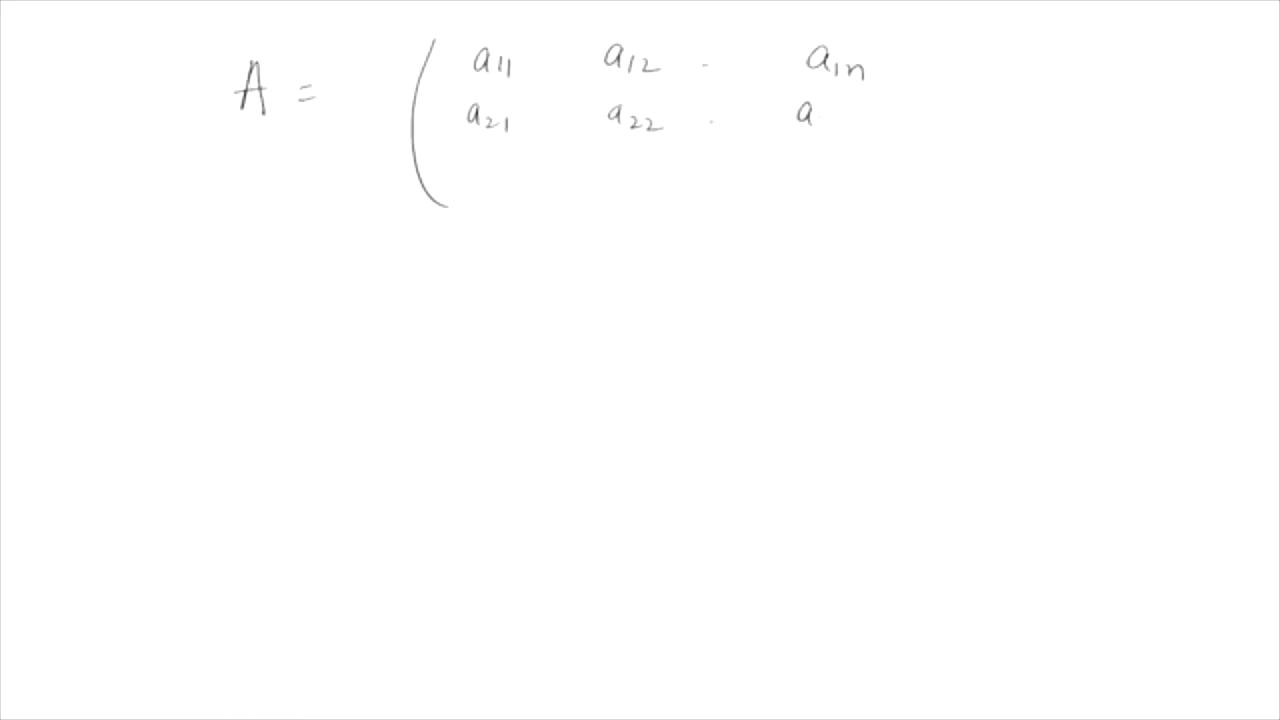 A = ( a11 a12 . a1n
a21 a22 . a